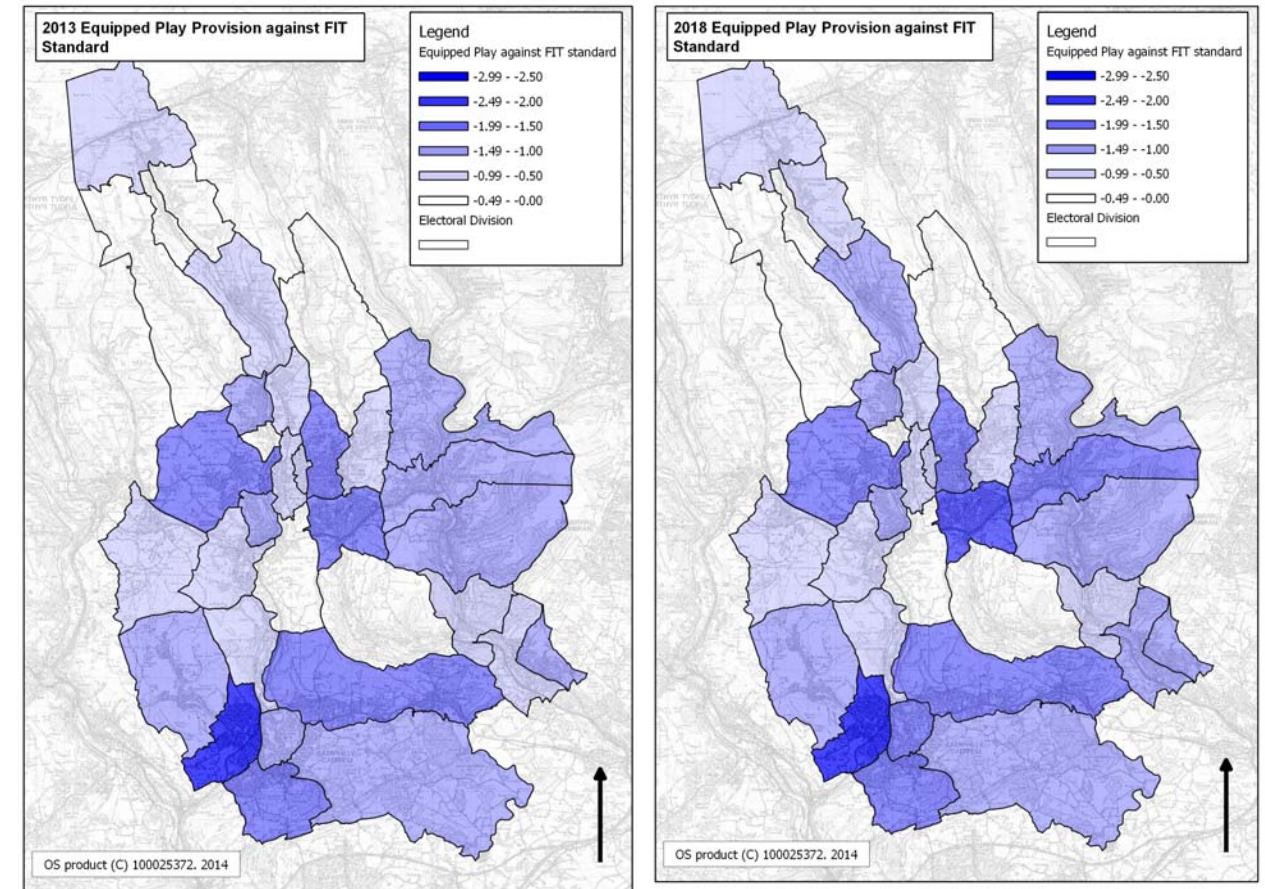 2013 Equipped Play Provision against FIT
Standard
Legend
Equipped Play against FIT standard
-2.99 - -2.50
-2.49 - -2.00
-1.99 - -1.50
-1.49 - -1.00
-0.99 - -0.50
-0.49 - -0.00
Electoral Division
OS product (C) 100025372. 2014
2018 Equipped Play Provision against FIT
Standard
Legend
Equipped Play against FIT standard
-2.99 - -2.50
-2.49 - -2.00
-1.99 - -1.50
-1.49 - -1.00
-0.99 - -0.50
-0.49 - -0.00
Electoral Division
OS product (C) 100025372. 2014